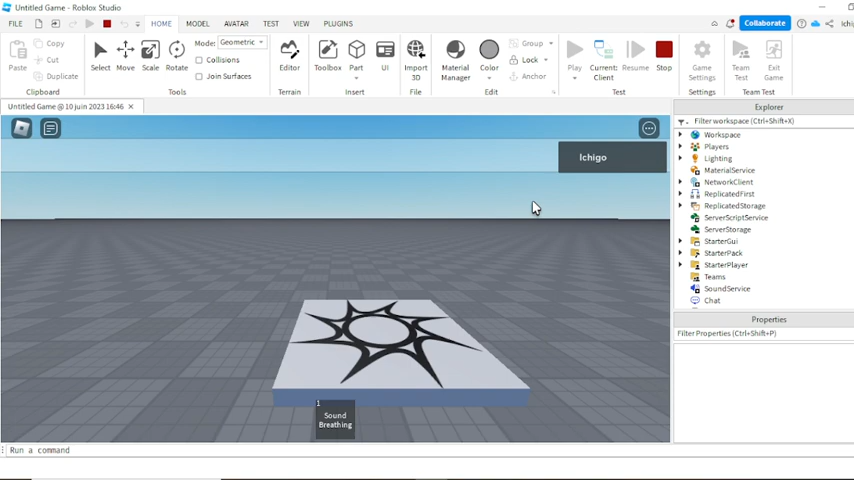 Untitled Game - Roblox Studio
FILE
HOME
MODEL
AVATAR
TEST
VIEW
PLUGINS
Collaborate
Paste
Copy
Cut
Duplicate
Clipboard
Select
Move
Scale
Rotate
Mode: Geometric
Collisions
Join Surfaces
Tools
Editor
Terrain
Toolbox
Part
UI
Insert
Import
3D
File
Material
Manager
Color
Group
Lock
Anchor
Edit
Play
Current:
Client
Resume
Stop
Test
Game
Settings
Settings
Team
Test
Exit
Game
Team Test
Untitled Game @ 10 juin 2023 16:46
Ichigo
1
Sound
Breathing
Explorer
Filter workspace (Ctrl+Shift+X)
Workspace
Players
Lighting
MaterialService
NetworkClient
ReplicatedFirst
ReplicatedStorage
ServerScriptService
ServerStorage
StarterGui
StarterPack
StarterPlayer
Teams
SoundService
Chat
Properties
Filter Properties (Ctrl+Shift+P)
Run a command